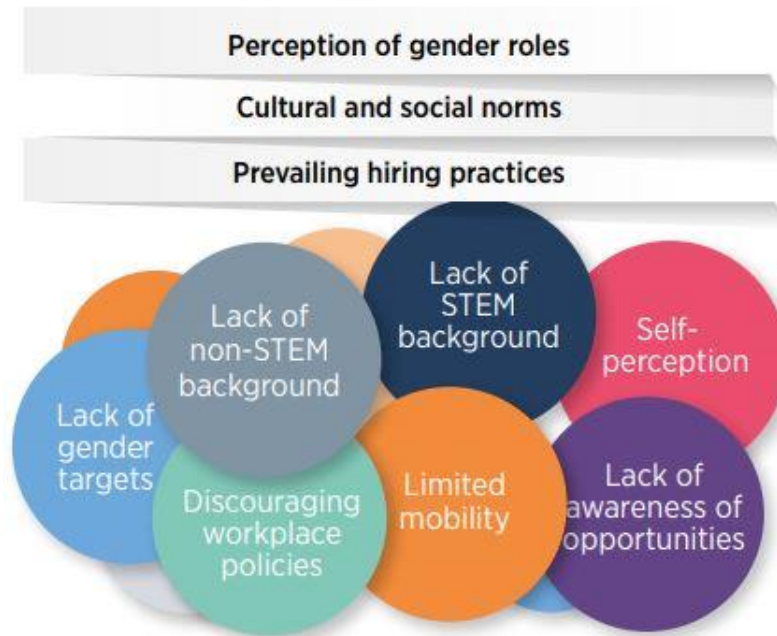 Perception of gender roles
Cultural and social norms
Prevailing hiring practices
Lack of
non-STEM
background
Lack of
STEM
background
Self-
perception
Lack of
gender
targets
Discouraging
workplace
policies
Limited
mobility
Lack of
awareness of
opportunities